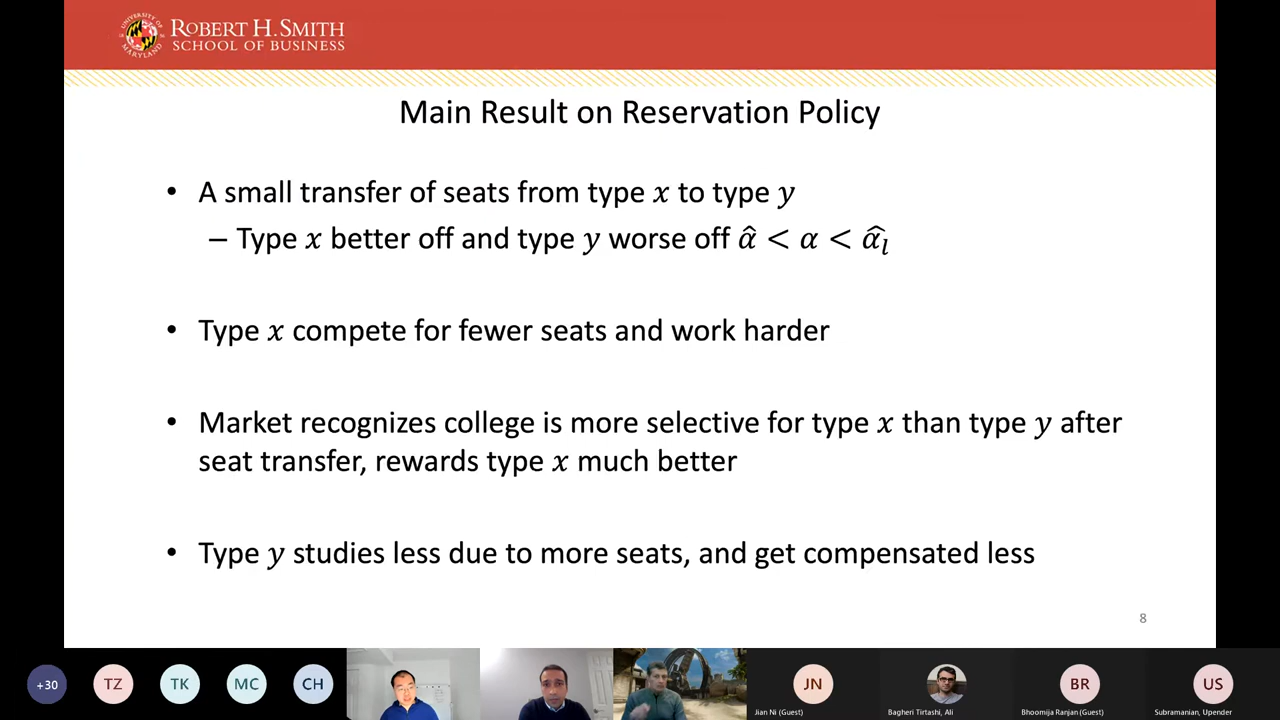 UNIVERSITY OF
MARYLAND
ROBERT H. SMITH
SCHOOL OF BUSINESS
Main Result on Reservation Policy
• A small transfer of seats from type x to type y
– Type x better off and type y worse off α̂ < α < α̂ₗ
• Type x compete for fewer seats and work harder
• Market recognizes college is more selective for type x than type y after
seat transfer, rewards type x much better
• Type y studies less due to more seats, and get compensated less
8
+30 TZ TK MC CH JN BR US
Jian Ni (Guest) Bagheri Tirtashi, Ali Bhoomija Ranjan (Guest) Subramanian, Upender